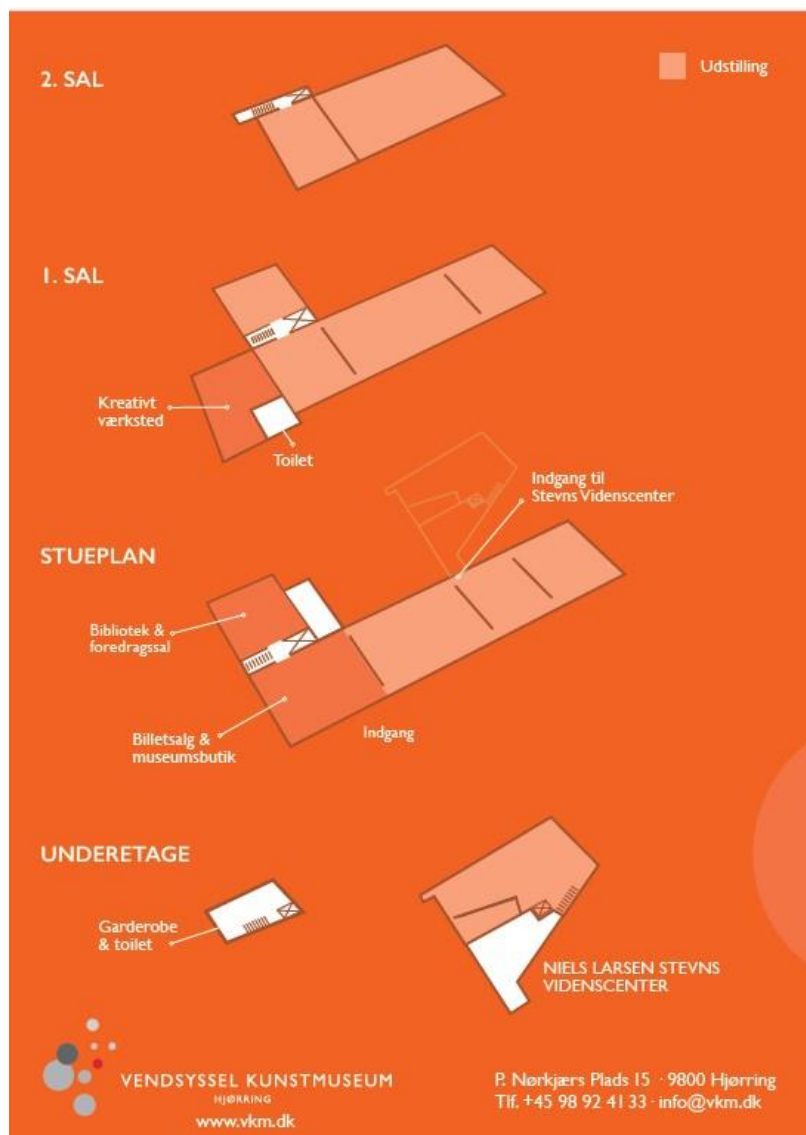 2. SAL
Udstilling
1. SAL
Kreativt
værksted
Toilet
Indgang til
Stevns Videnscenter
STUEPLAN
Bibliotek &
foredragssal
Billetsalg &
museumsbutik
Indgang
UNDERETAGE
Garderobe
& toilet
NIELS LARSEN STEVNS
VIDENSCENTER
VENDSYSSEL KUNSTMUSEUM
HJØRRING
www.vkm.dk
P. Nørkjærs Plads 15 · 9800 Hjørring
Tlf. +45 98 92 41 33 · info@vkm.dk